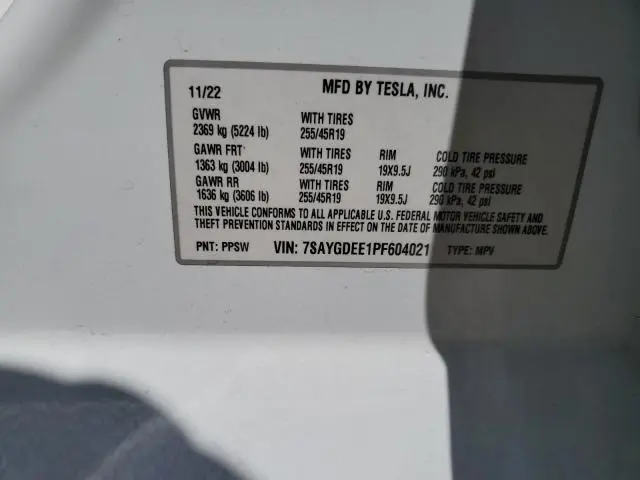 11/22 MFD BY TESLA, INC.
GVWR WITH TIRES
2369 kg (5224 lb) 255/45R19
GAWR FRT WITH TIRES RIM COLD TIRE PRESSURE
1363 kg (3004 lb) 255/45R19 19X9.5J 290 kPa, 42 psi
GAWR RR WITH TIRES RIM COLD TIRE PRESSURE
1636 kg (3606 lb) 255/45R19 19X9.5J 290 kPa, 42 psi
THIS VEHICLE CONFORMS TO ALL APPLICABLE U.S. FEDERAL MOTOR VEHICLE SAFETY AND
THEFT PREVENTION STANDARDS IN EFFECT ON THE DATE OF MANUFACTURE SHOWN ABOVE.
PNT: PPSW VIN: 7SAYGDEE1PF604021 TYPE: MPV